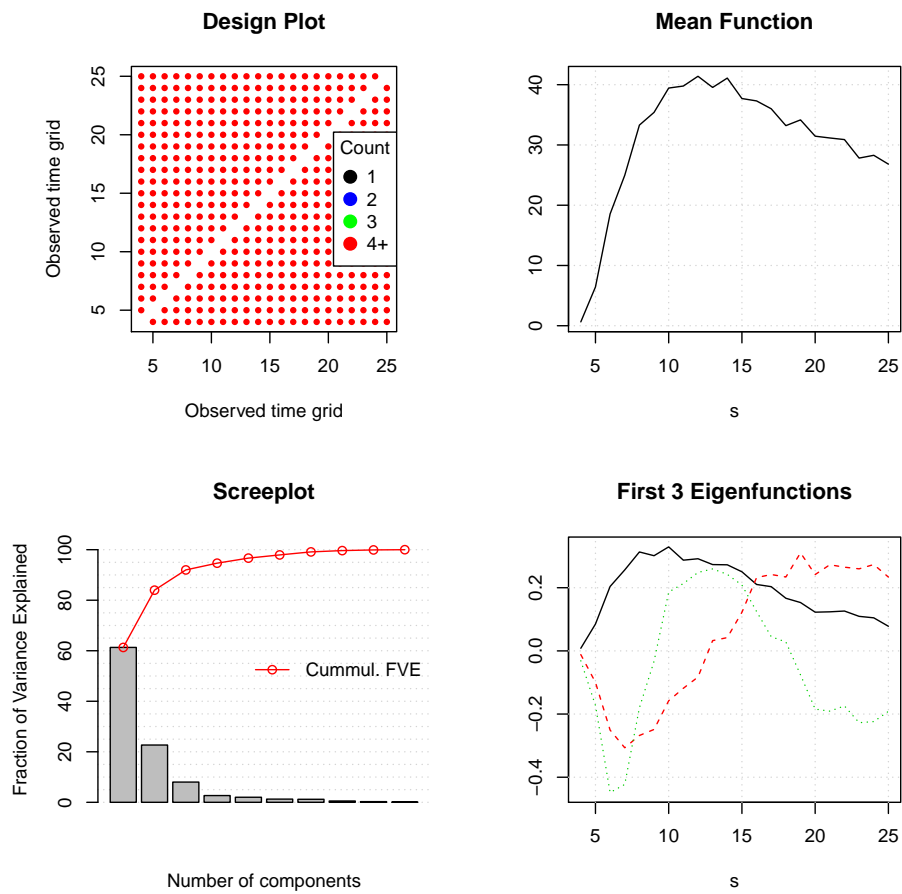 Design Plot
Observed time grid
25
20
15
10
5
Count
1
2
3
4+
5 10 15 20 25
Observed time grid
Mean Function
40
30
20
10
0
5 10 15 20 25
s
Screeplot
Fraction of Variance Explained
100
80
60
40
20
0
Cummul. FVE
Number of components
First 3 Eigenfunctions
0.2
0.0
−0.2
−0.4
5 10 15 20 25
s